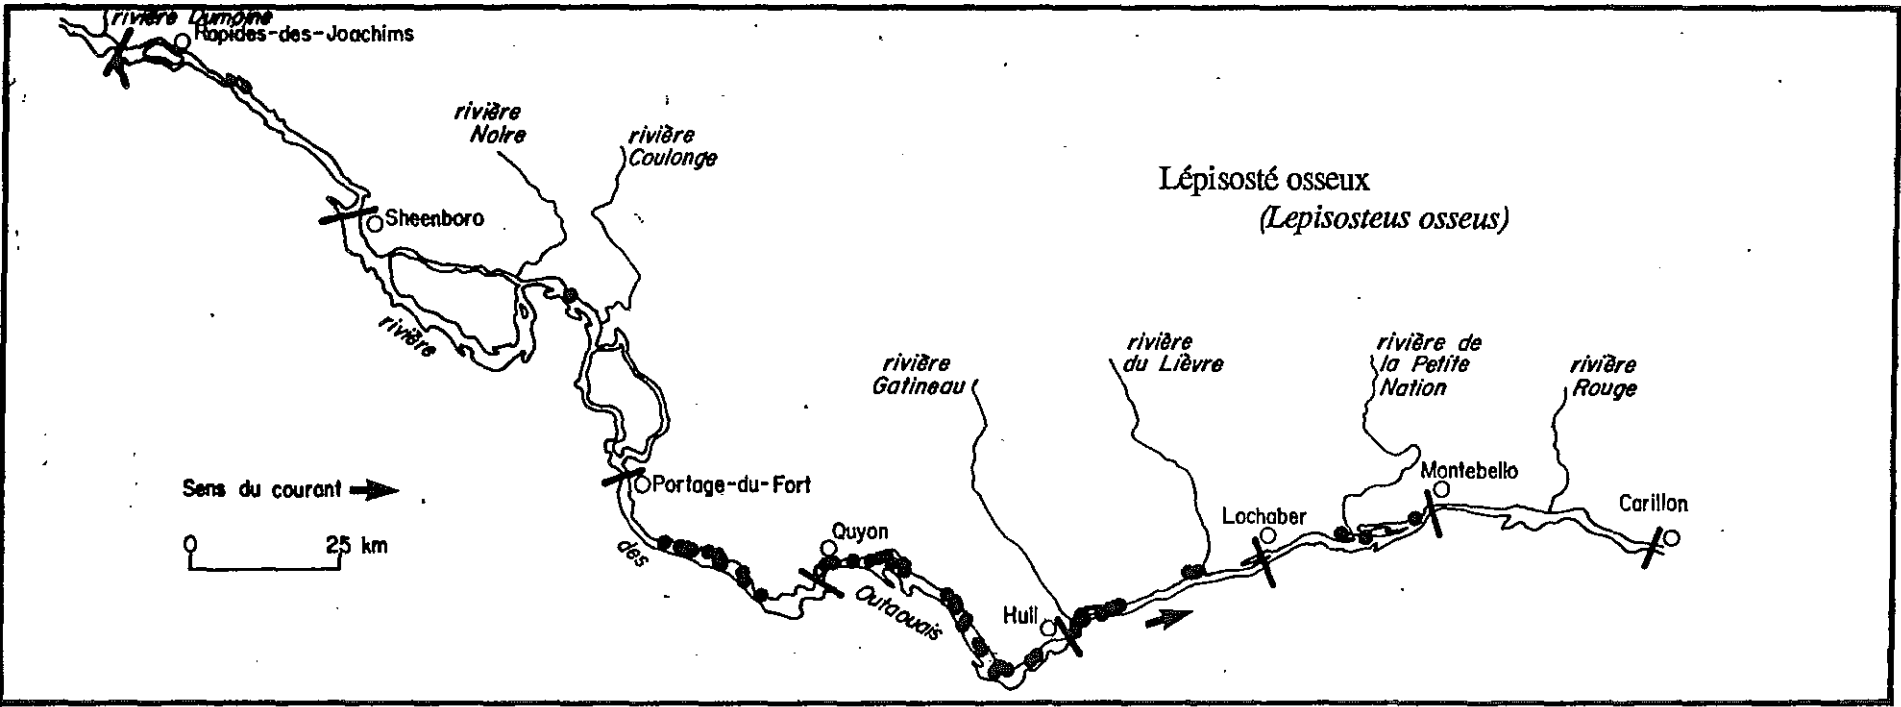 rivière Dumoine
Rapides-des-Joachims
rivière
Noire
rivière
Coulonge
Lépisosté osseux
(Lepisosteus osseus)
Sheenboro
rivière
rivière
Gatineau
rivière
du Lièvre
rivière de
la Petite
Nation
rivière
Rouge
Sens du courant
Portage-du-Fort
Montebello
Carillon
Lochaber
0 25 km
des
Quyon
Outaouais
Hull